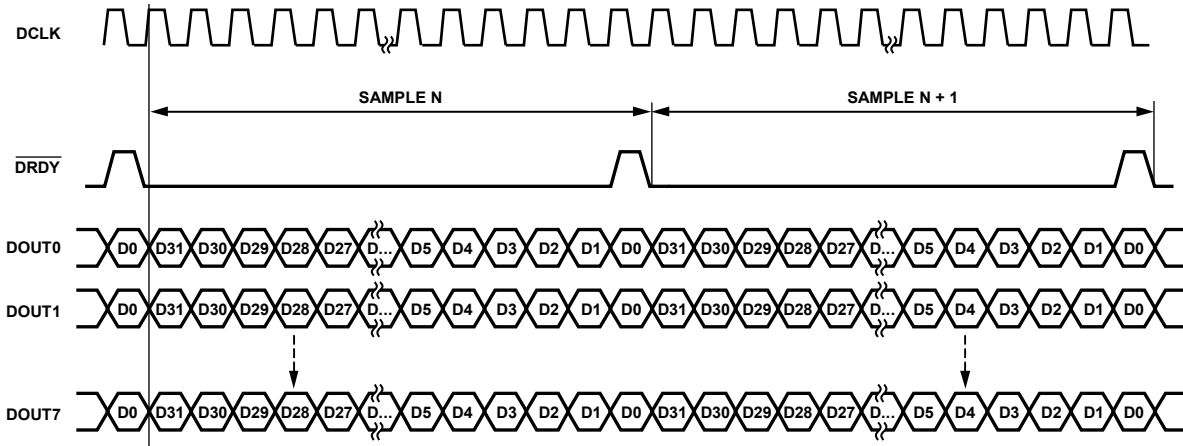 DCLK
SAMPLE N SAMPLE N + 1
DRDY
DOUT0 D0 D31 D30 D29 D28 D27 D... D5 D4 D3 D2 D1 D0 D31 D30 D29 D28 D27 D... D5 D4 D3 D2 D1 D0
DOUT1 D0 D31 D30 D29 D28 D27 D... D5 D4 D3 D2 D1 D0 D31 D30 D29 D28 D27 D... D5 D4 D3 D2 D1 D0
DOUT7 D0 D31 D30 D29 D28 D27 D... D5 D4 D3 D2 D1 D0 D31 D30 D29 D28 D27 D... D5 D4 D3 D2 D1 D0